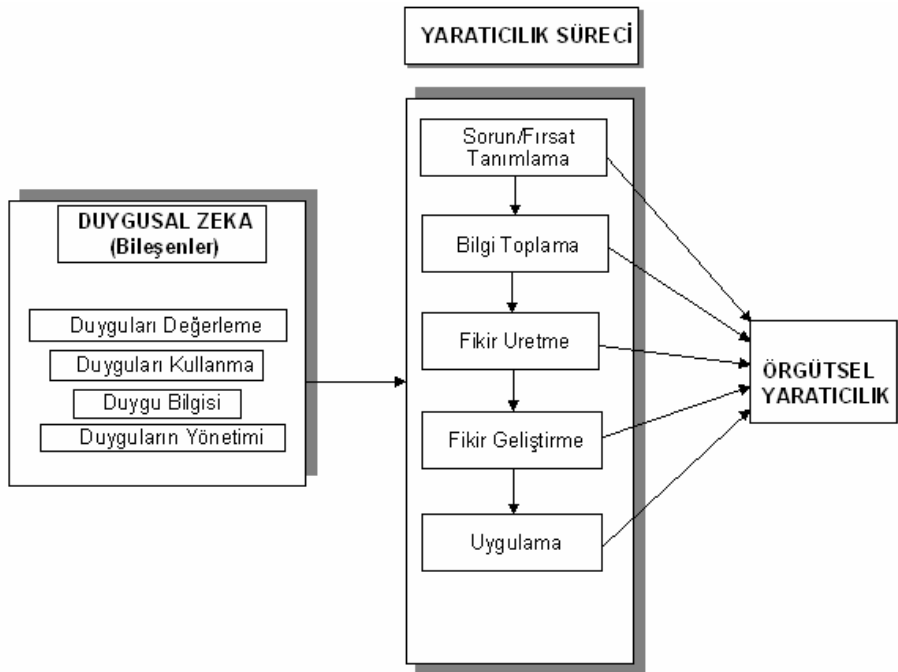 YARATICILIK SÜRECİ
DUYGUSAL ZEKA
(Bileşenler)
Duyguları Değerleme
Duyguları Kullanma
Duygu Bilgisi
Duyguların Yönetimi
Sorun/Fırsat
Tanımlama
Bilgi Toplama
Fikir Uretme
Fikir Geliştirme
Uygulama
ÖRGÜTSEL
YARATICILIK